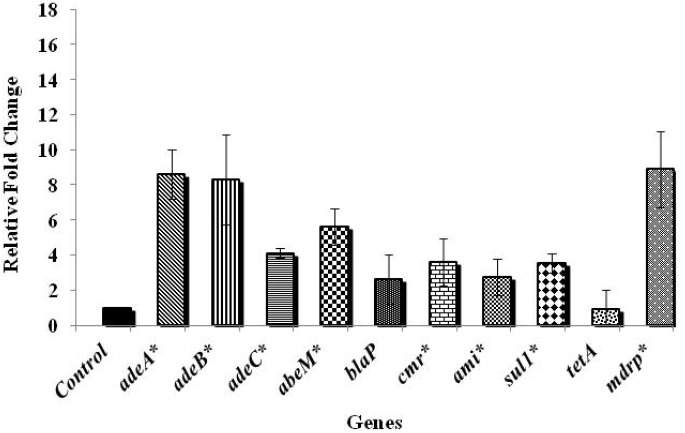 18
16
14
12
10
8
6
4
2
0
Relative Fold Change
Control
adeA*
adeB*
adeC*
abeM*
blaP
cmr*
ami*
sul1*
tetA
mdrp*
Genes